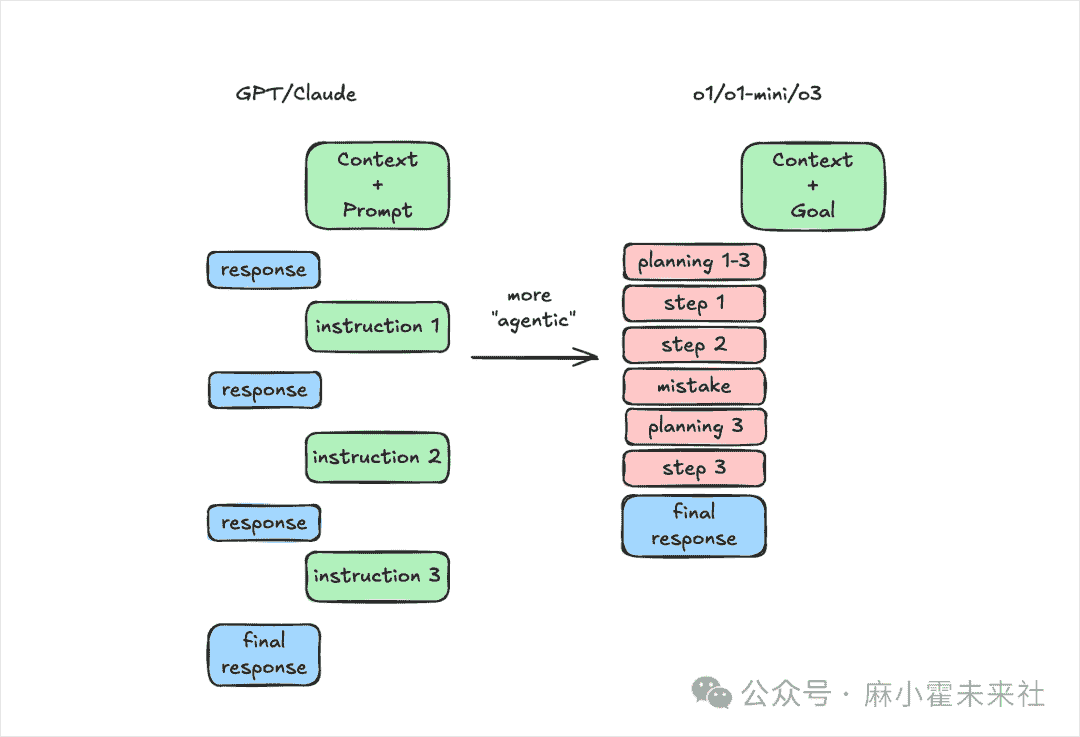 GPT/Claude
Context
+
Prompt
response
instruction 1
response
instruction 2
response
instruction 3
final
response
more
"agentic"
o1/o1-mini/o3
Context
+
Goal
planning 1-3
step 1
step 2
mistake
planning 3
step 3
final
response
公众号 · 麻小霍未来社